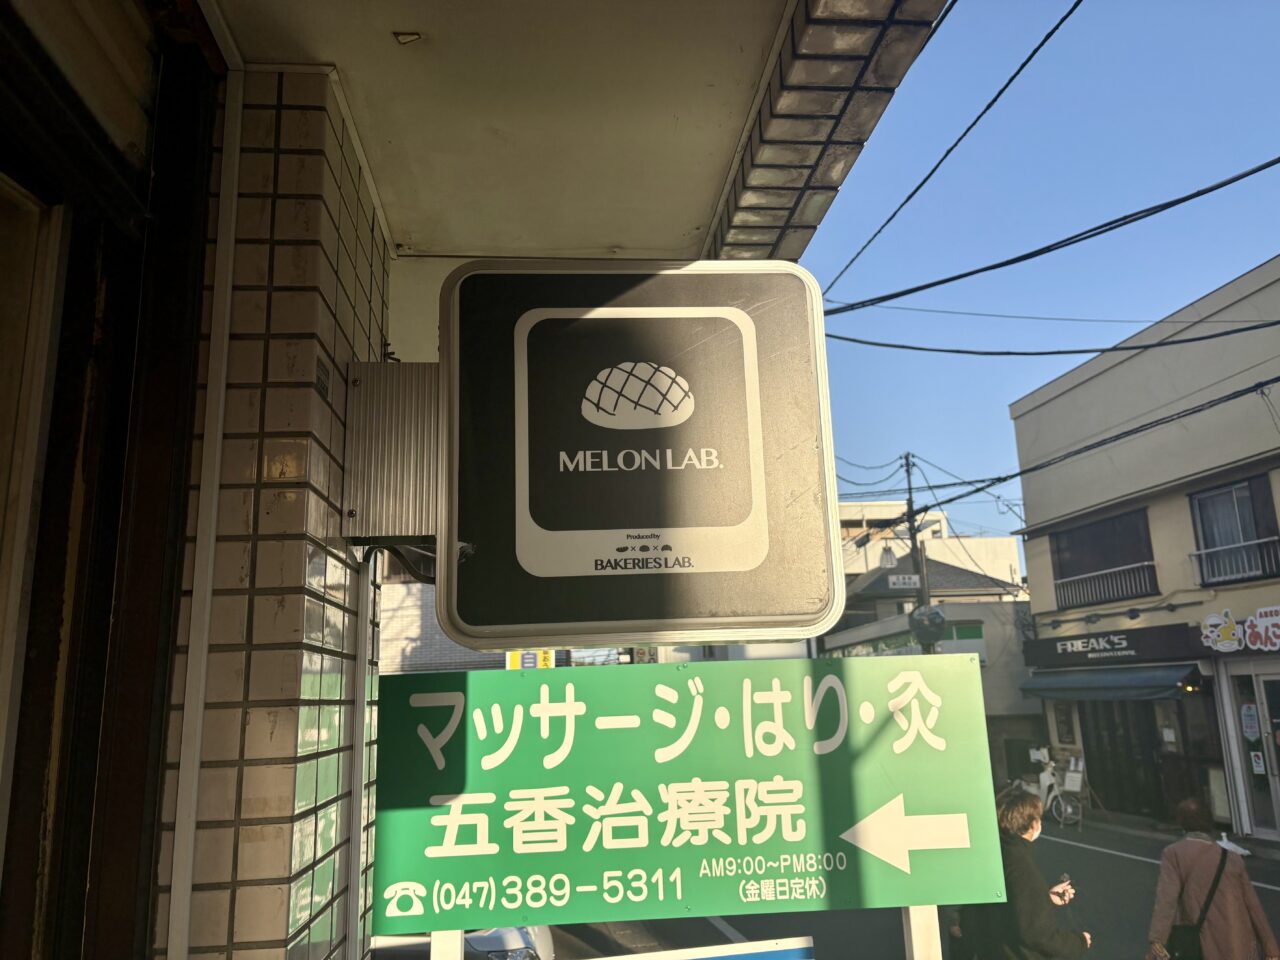 MELON LAB.
Produced by
BAKERIES LAB.
マッサージ・はり・灸
五香治療院
☎(047)389-5311
AM9:00~PM8:00
(金曜日定休)
FREAK'S
INTERNATIONAL